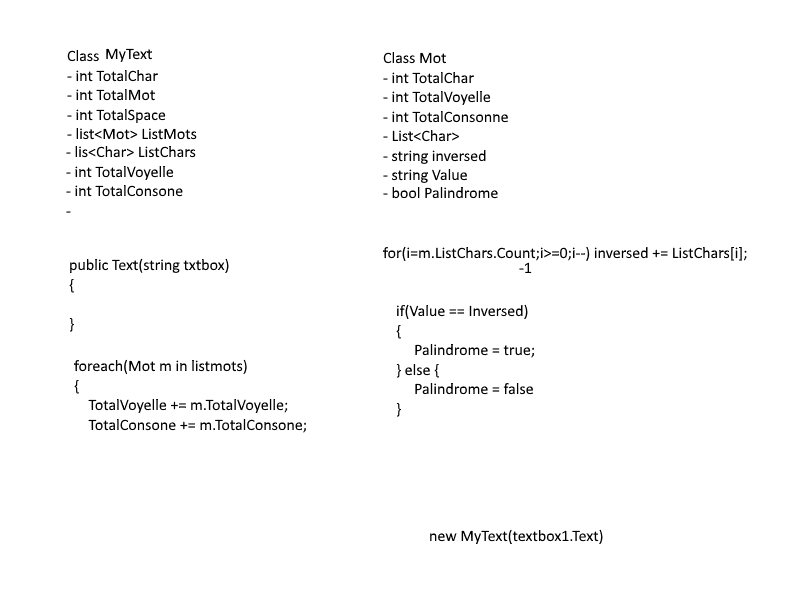 Class MyText
- int TotalChar
- int TotalMot
- int TotalSpace
- list<Mot> ListMots
- lis<Char> ListChars
- int TotalVoyelle
- int TotalConsone
-
public Text(string txtbox)
{
}
foreach(Mot m in listmots)
{
TotalVoyelle += m.TotalVoyelle;
TotalConsone += m.TotalConsone;
Class Mot
- int TotalChar
- int TotalVoyelle
- int TotalConsonne
- List<Char>
- string inversed
- string Value
- bool Palindrome
for(i=m.ListChars.Count;i>=0;i--) inversed += ListChars[i];
-1
if(Value == Inversed)
{
Palindrome = true;
} else {
Palindrome = false
}
new MyText(textbox1.Text)